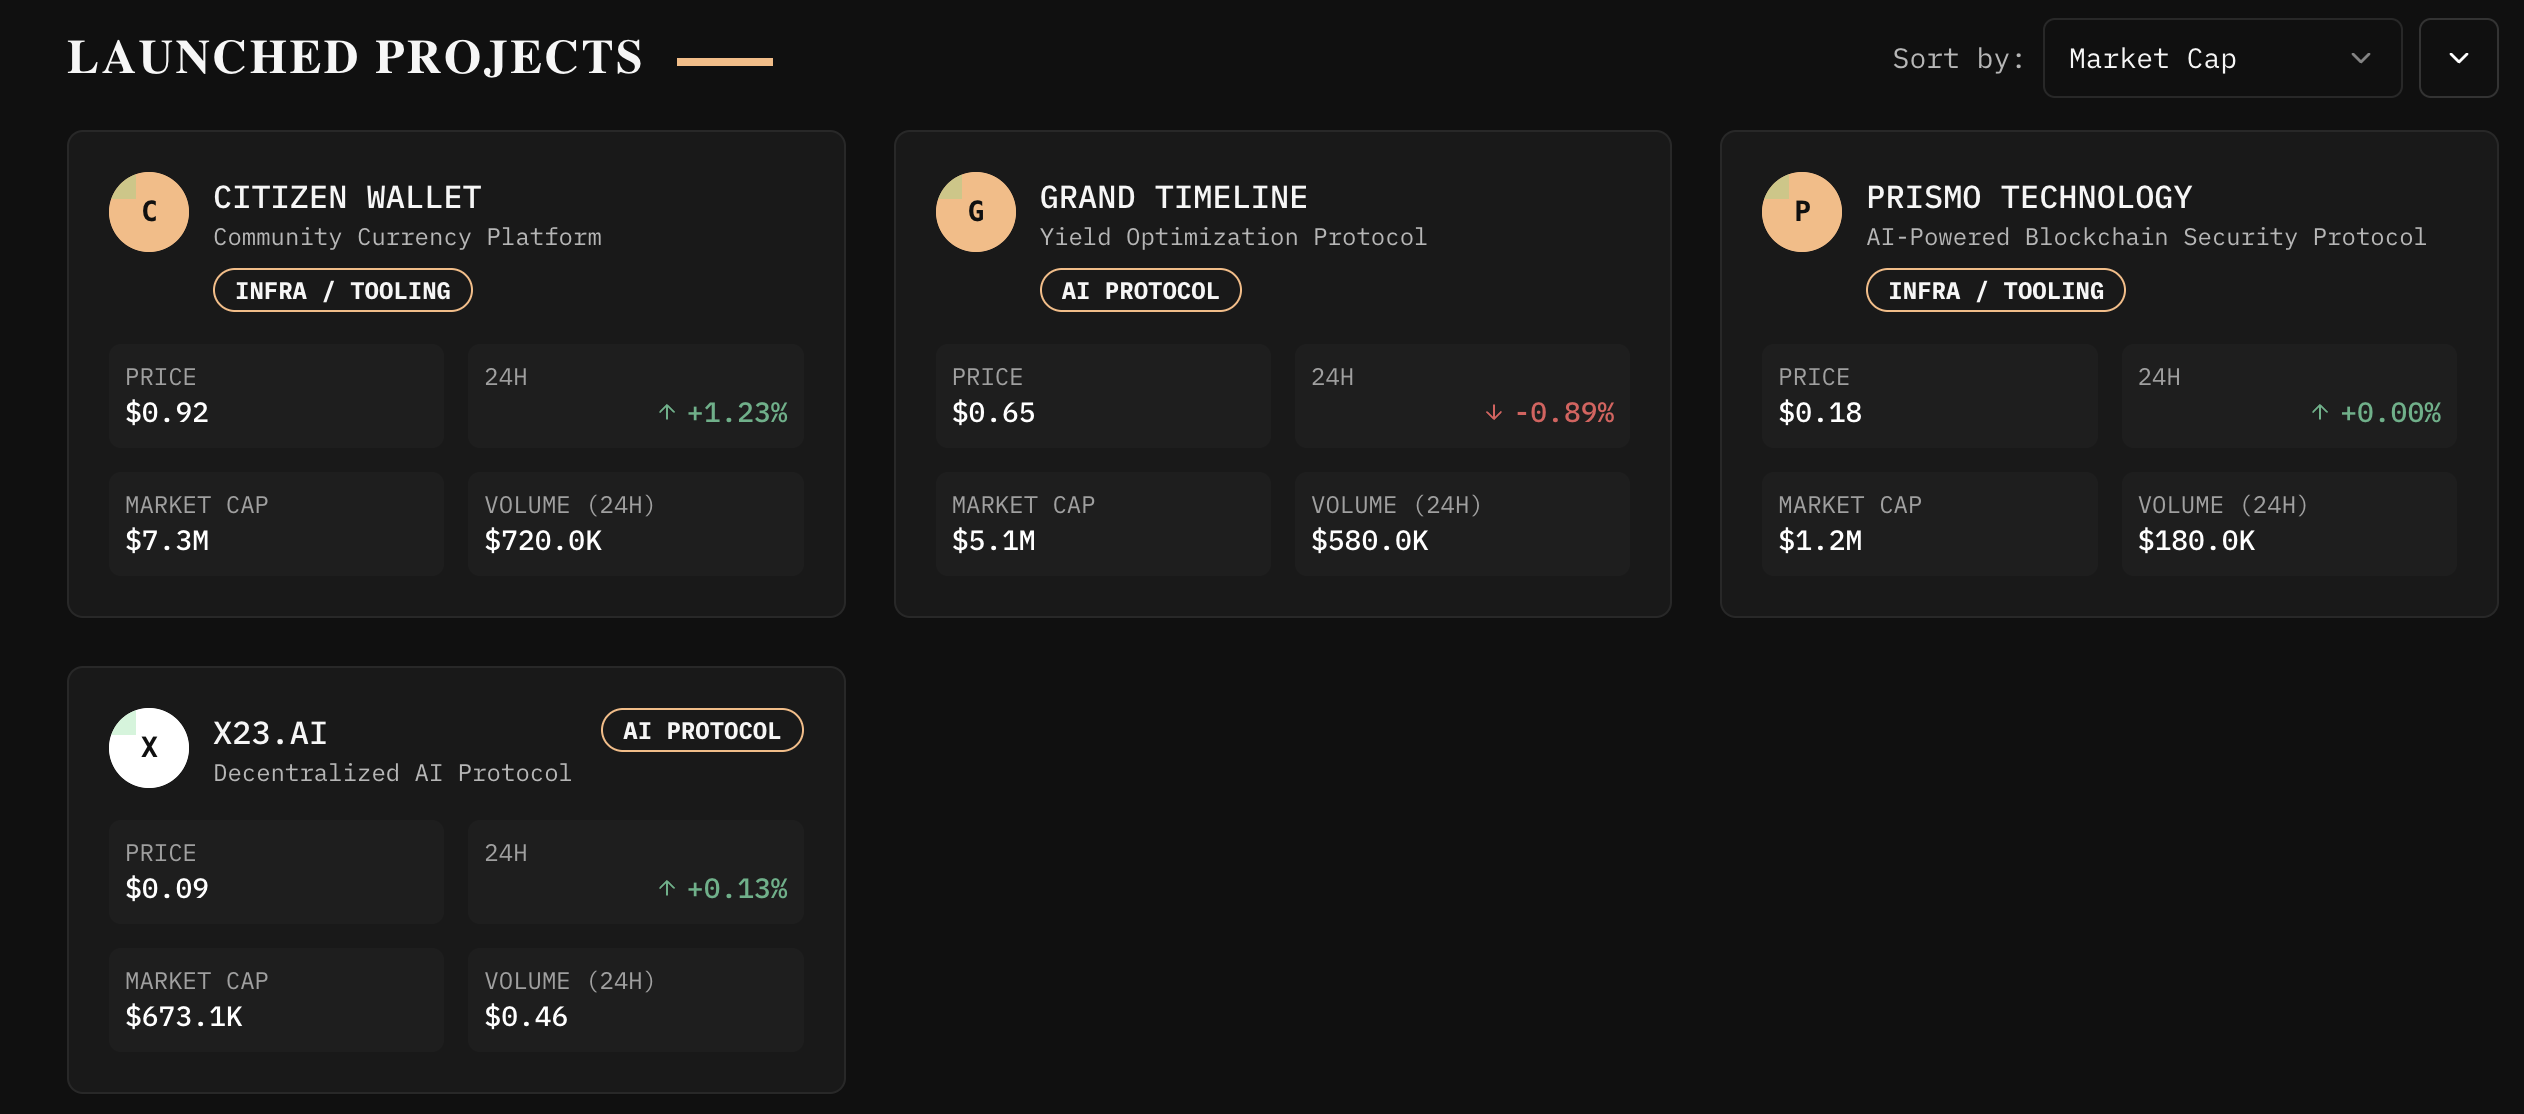 LAUNCHED PROJECTS
Sort by:
Market Cap
C
CITIZEN WALLET
Community Currency Platform
INFRA / TOOLING
PRICE
$0.92
24H
↑ +1.23%
MARKET CAP
$7.3M
VOLUME (24H)
$720.0K
G
GRAND TIMELINE
Yield Optimization Protocol
AI PROTOCOL
PRICE
$0.65
24H
↓ -0.89%
MARKET CAP
$5.1M
VOLUME (24H)
$580.0K
P
PRISMO TECHNOLOGY
AI-Powered Blockchain Security Protocol
INFRA / TOOLING
PRICE
$0.18
24H
↑ +0.00%
MARKET CAP
$1.2M
VOLUME (24H)
$180.0K
X
X23.AI
Decentralized AI Protocol
AI PROTOCOL
PRICE
$0.09
24H
↑ +0.13%
MARKET CAP
$673.1K
VOLUME (24H)
$0.46